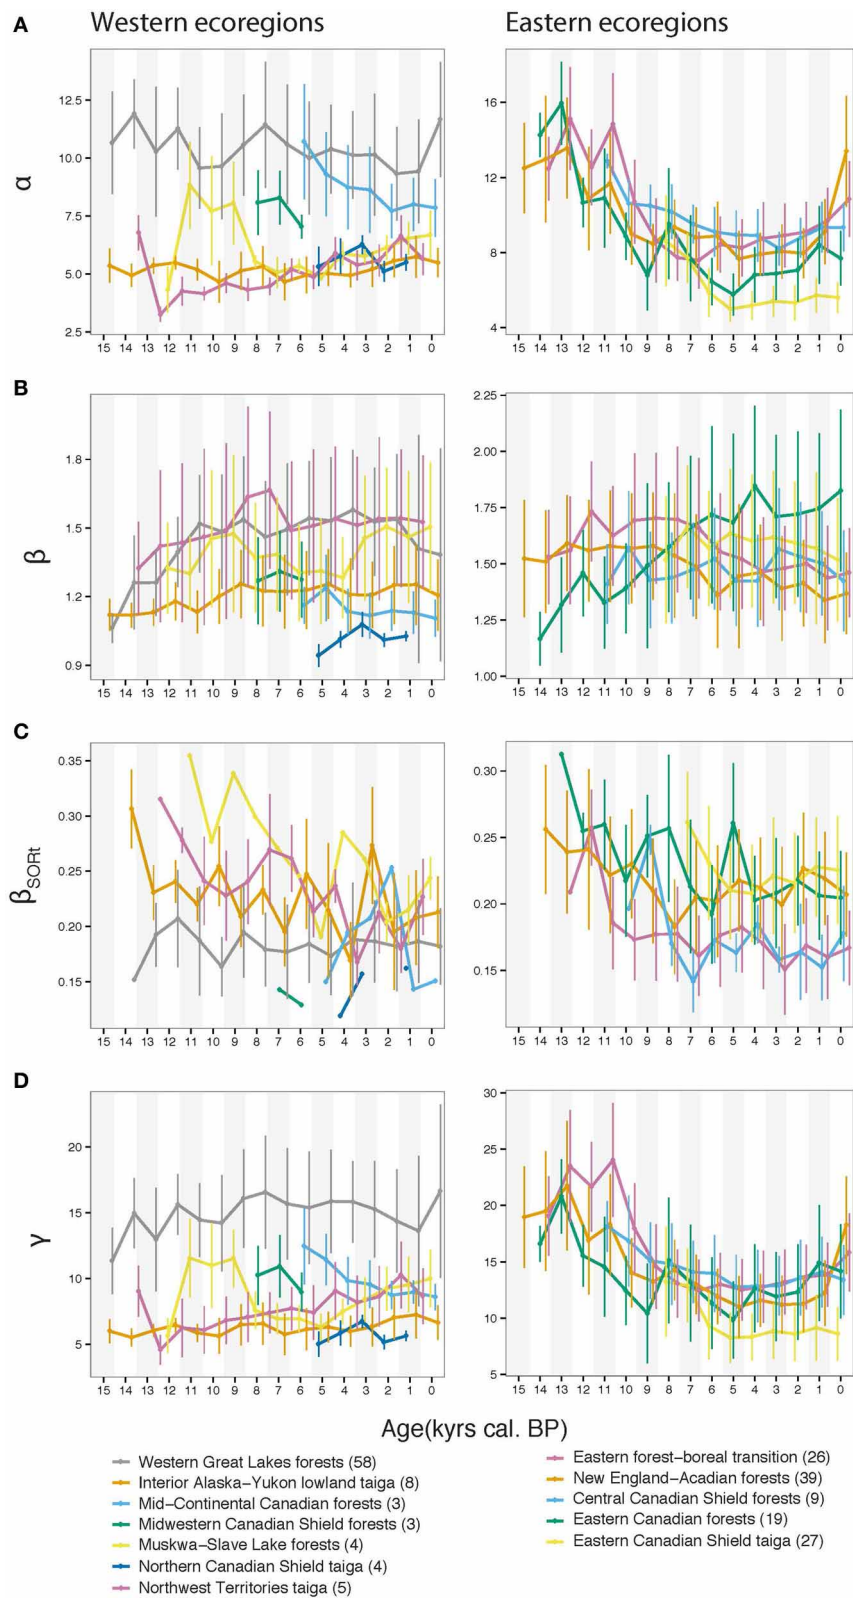 A Western ecoregions Eastern ecoregions
12.5
10.0
7.5
5.0
2.5
α
15 14 13 12 11 10 9 8 7 6 5 4 3 2 1 0
16
12
8
4
15 14 13 12 11 10 9 8 7 6 5 4 3 2 1 0
B
1.8
1.5
1.2
0.9
β
15 14 13 12 11 10 9 8 7 6 5 4 3 2 1 0
2.25
2.00
1.75
1.50
1.25
1.00
15 14 13 12 11 10 9 8 7 6 5 4 3 2 1 0
C
0.35
0.30
0.25
0.20
0.15
βSORt
15 14 13 12 11 10 9 8 7 6 5 4 3 2 1 0
0.30
0.25
0.20
0.15
15 14 13 12 11 10 9 8 7 6 5 4 3 2 1 0
D
20
15
10
5
γ
15 14 13 12 11 10 9 8 7 6 5 4 3 2 1 0
30
25
20
15
10
5
15 14 13 12 11 10 9 8 7 6 5 4 3 2 1 0
Age(kyrs cal. BP)
Western Great Lakes forests (58)
Interior Alaska−Yukon lowland taiga (8)
Mid−Continental Canadian forests (3)
Midwestern Canadian Shield forests (3)
Muskwa−Slave Lake forests (4)
Northern Canadian Shield taiga (4)
Northwest Territories taiga (5)
Eastern forest−boreal transition (26)
New England−Acadian forests (39)
Central Canadian Shield forests (9)
Eastern Canadian forests (19)
Eastern Canadian Shield taiga (27)